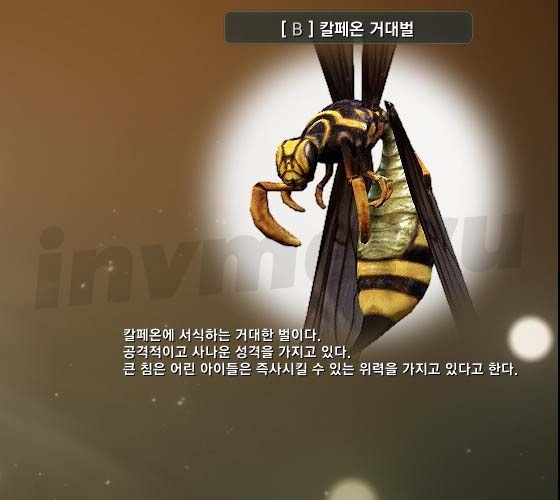 [ B ] 칼페온 거대벌
칼페온에 서식하는 거대한 벌이다.
공격적이고 사나운 성격을 가지고 있다.
큰 침은 어린 아이들은 즉사시킬 수 있는 위력을 가지고 있다고 한다.